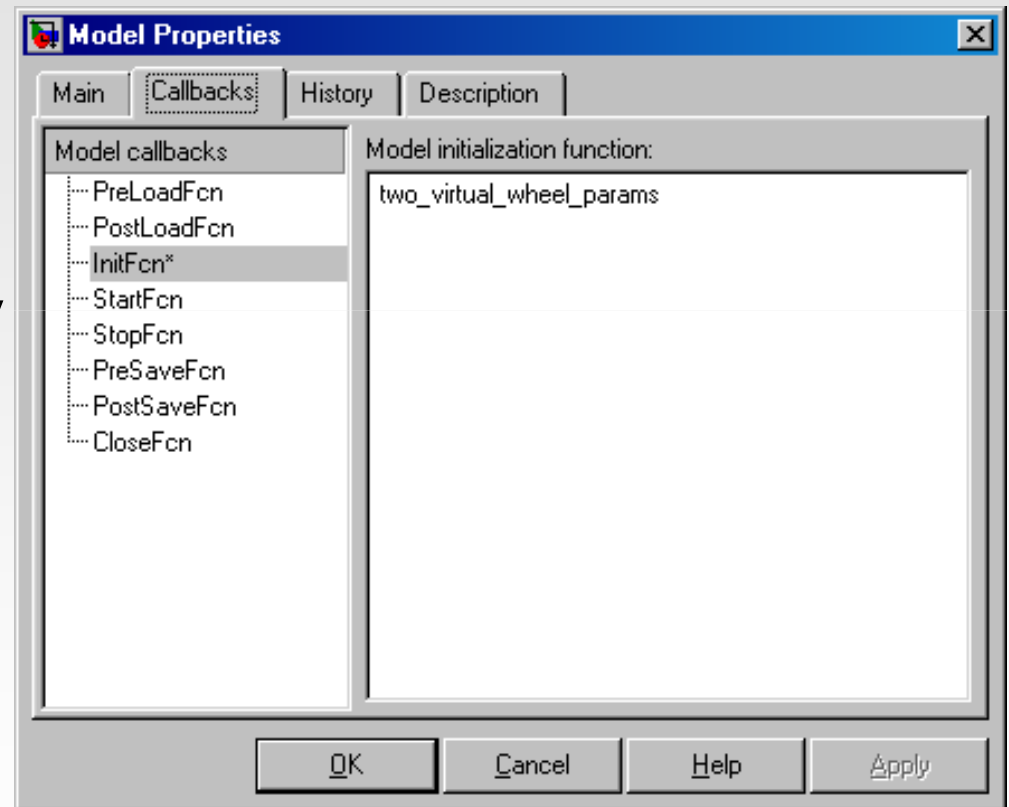 Model Properties
Main Callbacks History Description
Model callbacks
PreLoadFcn
PostLoadFcn
InitFcn*
StartFcn
StopFcn
PreSaveFcn
PostSaveFcn
CloseFcn
Model initialization function:
two_virtual_wheel_params
OK Cancel Help Apply